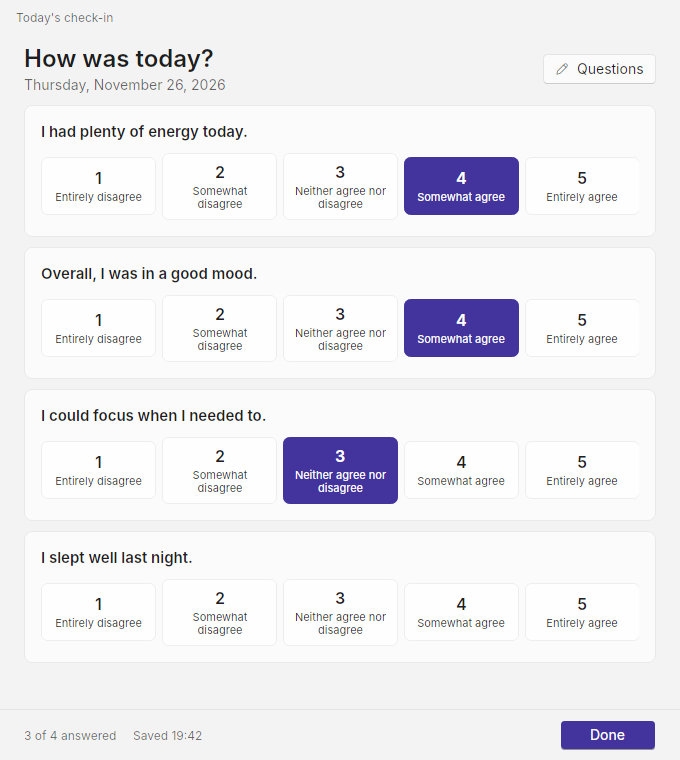 Today's check-in
How was today?
Thursday, November 26, 2026
Questions
I had plenty of energy today.
1
Entirely disagree
2
Somewhat
disagree
3
Neither agree nor
disagree
4
Somewhat agree
5
Entirely agree
Overall, I was in a good mood.
1
Entirely disagree
2
Somewhat
disagree
3
Neither agree nor
disagree
4
Somewhat agree
5
Entirely agree
I could focus when I needed to.
1
Entirely disagree
2
Somewhat
disagree
3
Neither agree nor
disagree
4
Somewhat agree
5
Entirely agree
I slept well last night.
1
Entirely disagree
2
Somewhat
disagree
3
Neither agree nor
disagree
4
Somewhat agree
5
Entirely agree
3 of 4 answered Saved 19:42
Done